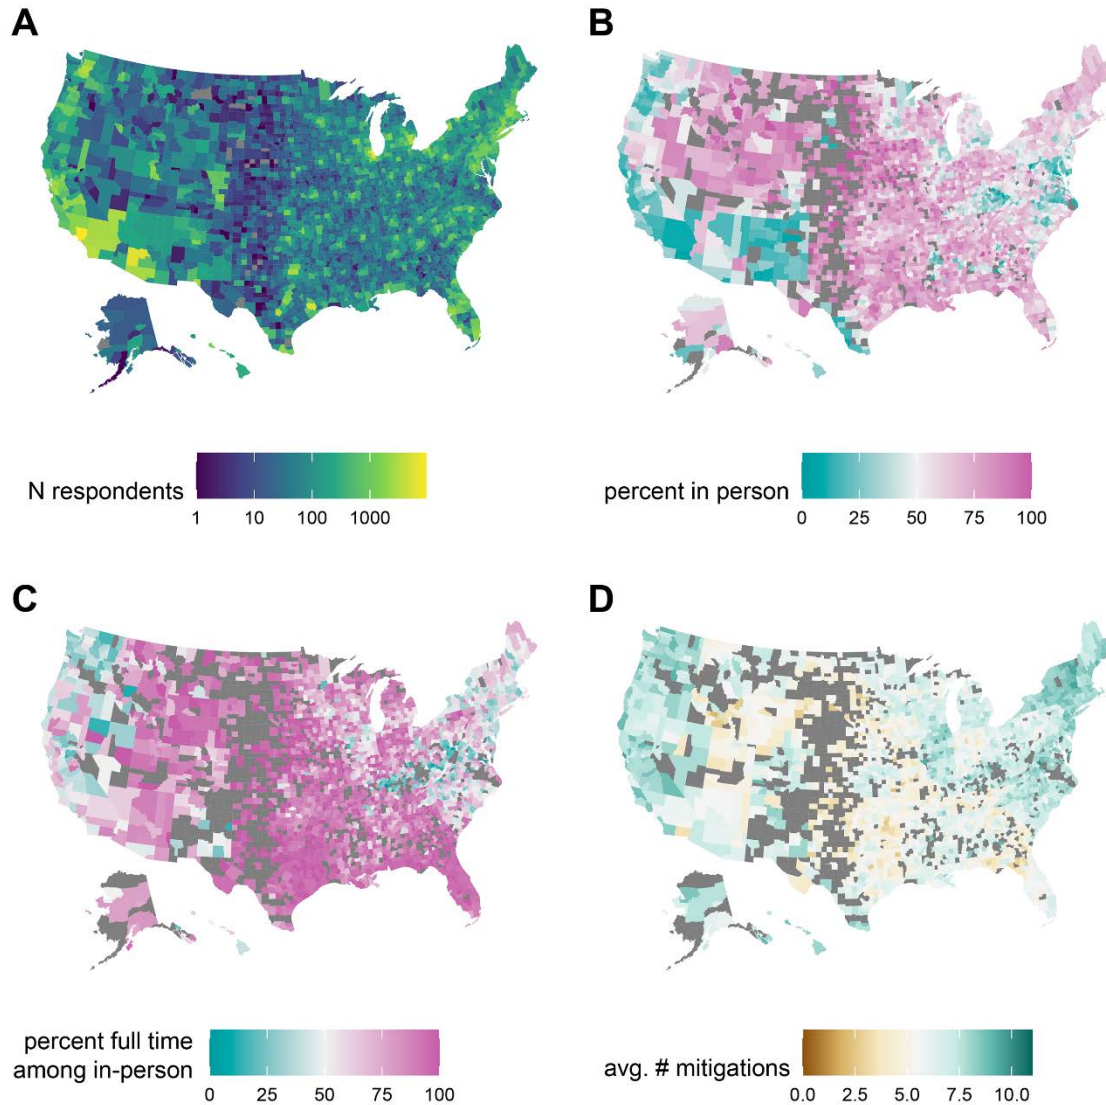 A
B
N respondents
1 10 100 1000
percent in person
0 25 50 75 100
C
D
percent full time
among in-person
0 25 50 75 100
avg. # mitigations
0.0 2.5 5.0 7.5 10.0